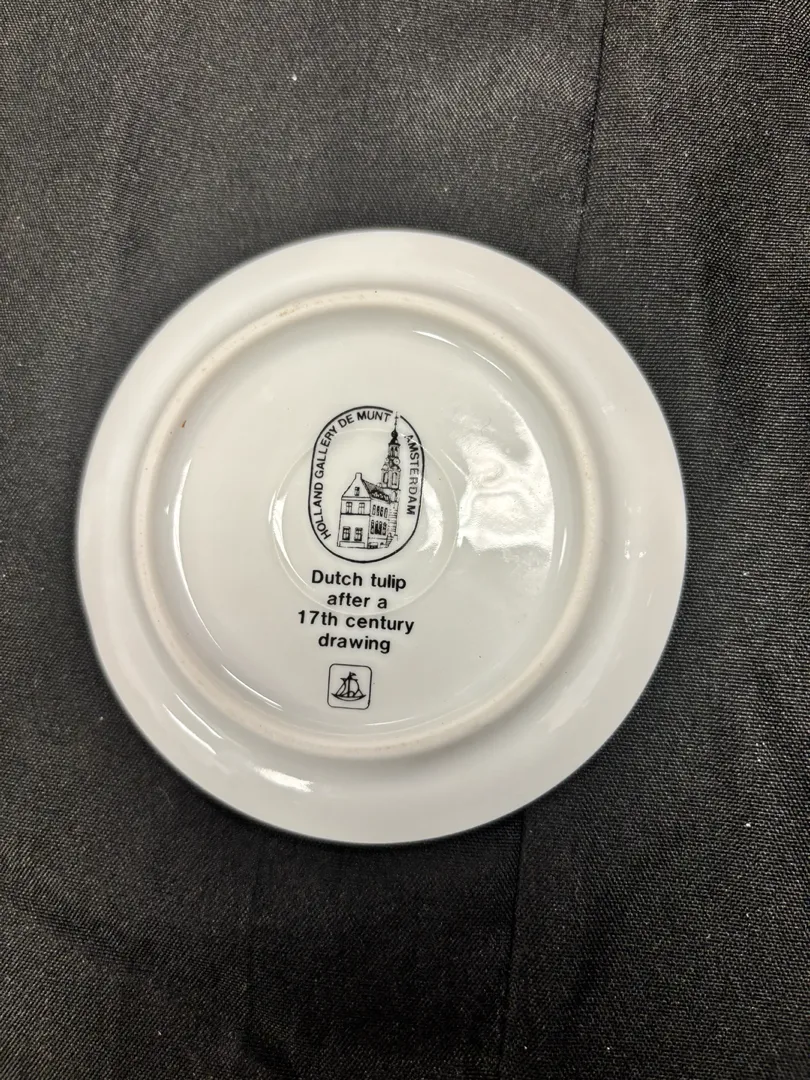 HOLLAND GALLERY DE MUNT AMSTERDAM
Dutch tulip
after a
17th century
drawing